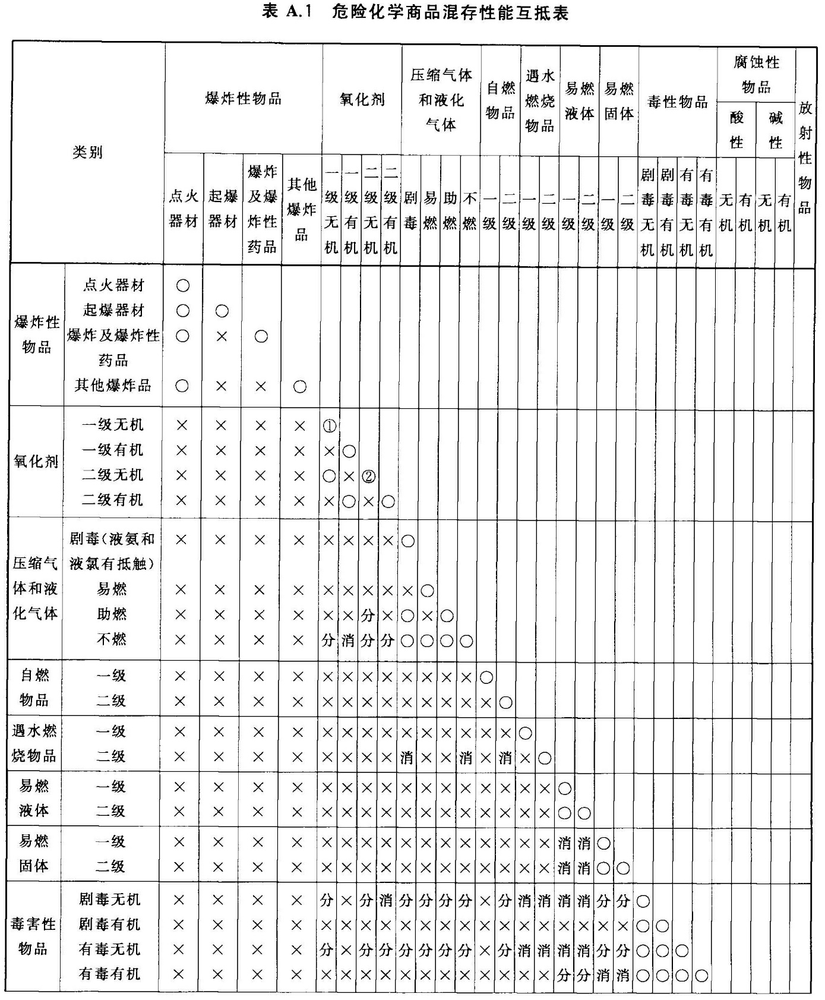 表 A.1 危险化学商品混存性能互抵表
类别 爆炸性物品 氧化剂 压缩气体和液化气体 自燃物品 遇水燃烧物品 易燃液体 易燃固体 毒性物品 腐蚀性物品 放射性物品
酸性 碱性
点火器材 起爆器材 爆炸及爆炸性药品 其他爆炸品 一级无机 一级有机 二级无机 二级有机 剧毒 易燃 助燃 不燃 一级 二级 一级 二级 一级 二级 一级 二级 剧毒无机 剧毒有机 有毒无机 有毒有机 无机 有机 无机 有机
爆炸性物品
点火器材 ○
起爆器材 ○ ○
爆炸及爆炸性药品 ○ × ○
其他爆炸品 ○ × × ○
氧化剂
一级无机 × × × × ①
一级有机 × × × × × ○
二级无机 × × × × ○ × ②
二级有机 × × × × × ○ × ○
压缩气体和液化气体
剧毒(液氨和液氯有抵触) × × × × × × × × ○
易燃 × × × × × × × × × ○
助燃 × × × × × × 分 × ○ × ○
不燃 × × × × 分 消 分 分 ○ ○ ○ ○
自燃物品
一级 × × × × × × × × × × × × ○
二级 × × × × × × × × × × × × × ○
遇水燃烧物品
一级 × × × × × × × × × × × × × × ○
二级 × × × × × × × × 消 × × 消 × 消 × ○
易燃液体
一级 × × × × × × × × × × × × × × × × ○
二级 × × × × × × × × × × × × × × × × ○ ○
易燃固体
一级 × × × × × × × × × × × × × × × × 消 消 ○
二级 × × × × × × × × × × × × × × × × 消 消 ○ ○
毒害性物品
剧毒无机 × × × × 分 × 分 消 分 分 分 分 × 分 消 消 消 消 分 分 ○
剧毒有机 × × × × × × × × × × × × × × × × × × × × ○ ○
有毒无机 × × × × 分 × 分 分 分 分 分 分 × 分 消 消 消 消 分 分 ○ ○ ○
有毒有机 × × × × × × × × × × × × × × × × 分 分 消 消 ○ ○ ○ ○